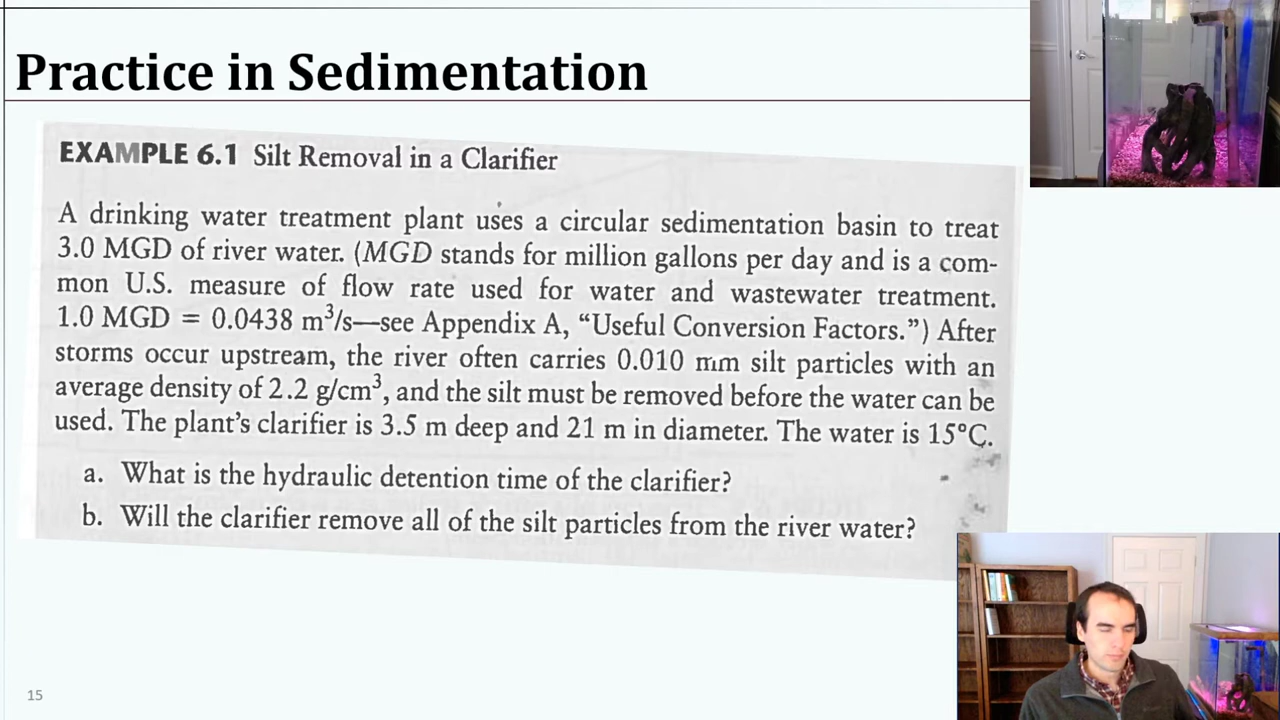 Practice in Sedimentation
EXAMPLE 6.1 Silt Removal in a Clarifier
A drinking water treatment plant uses a circular sedimentation basin to treat
3.0 MGD of river water. (MGD stands for million gallons per day and is a com-
mon U.S. measure of flow rate used for water and wastewater treatment.
1.0 MGD = 0.0438 m³/s—see Appendix A, “Useful Conversion Factors.”) After
storms occur upstream, the river often carries 0.010 mm silt particles with an
average density of 2.2 g/cm³, and the silt must be removed before the water can be
used. The plant’s clarifier is 3.5 m deep and 21 m in diameter. The water is 15°C.
a. What is the hydraulic detention time of the clarifier?
b. Will the clarifier remove all of the silt particles from the river water?
15